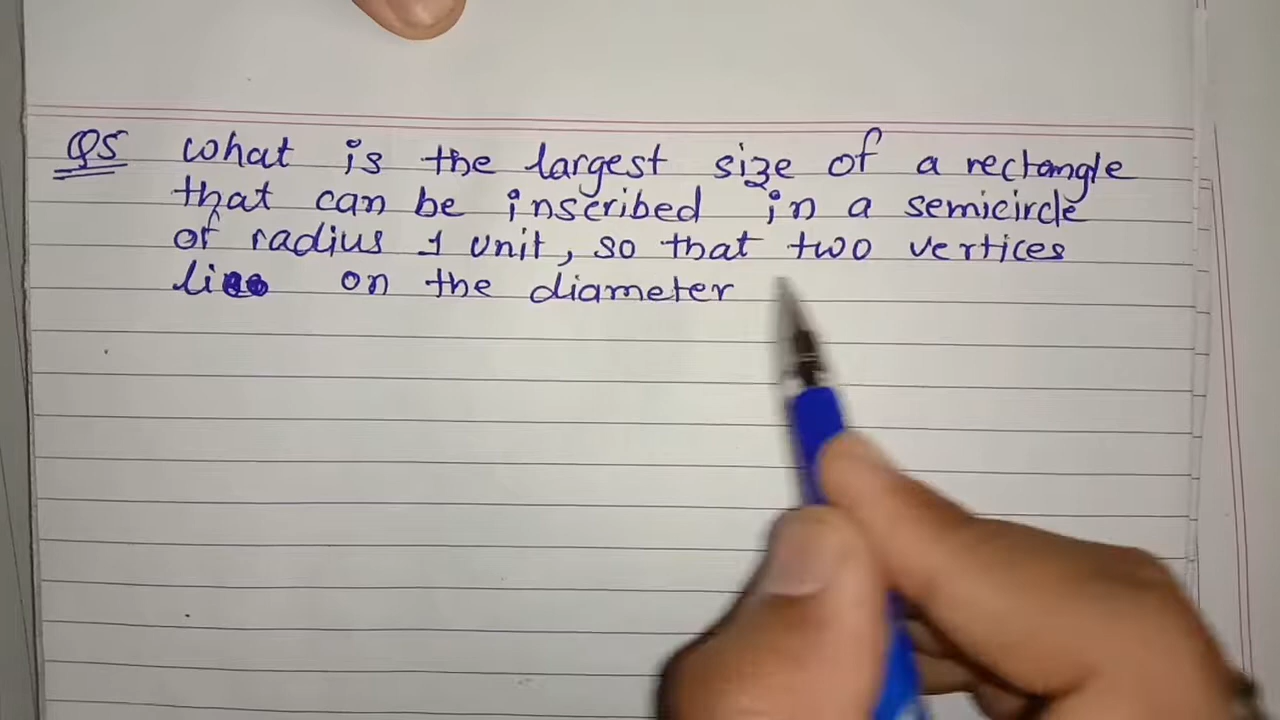 Q5 What is the largest size of a rectangle
that can be inscribed in a semicircle
of radius 1 unit, so that two vertices
on the diameter